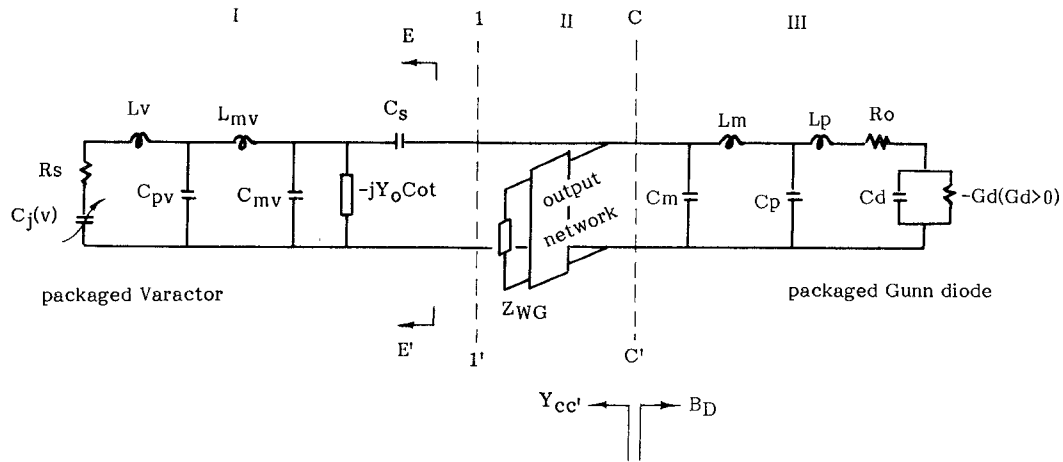 I
1
II
C
III
E
Lv
Lmv
Cs
Lm
Lp
Ro
Rs
Cj(v)
Cpv
Cmv
-jYoCot
output
network
Cm
Cp
Cd
-Gd(Gd>0)
packaged Varactor
ZWG
packaged Gunn diode
E'
1'
C'
Ycc'
BD